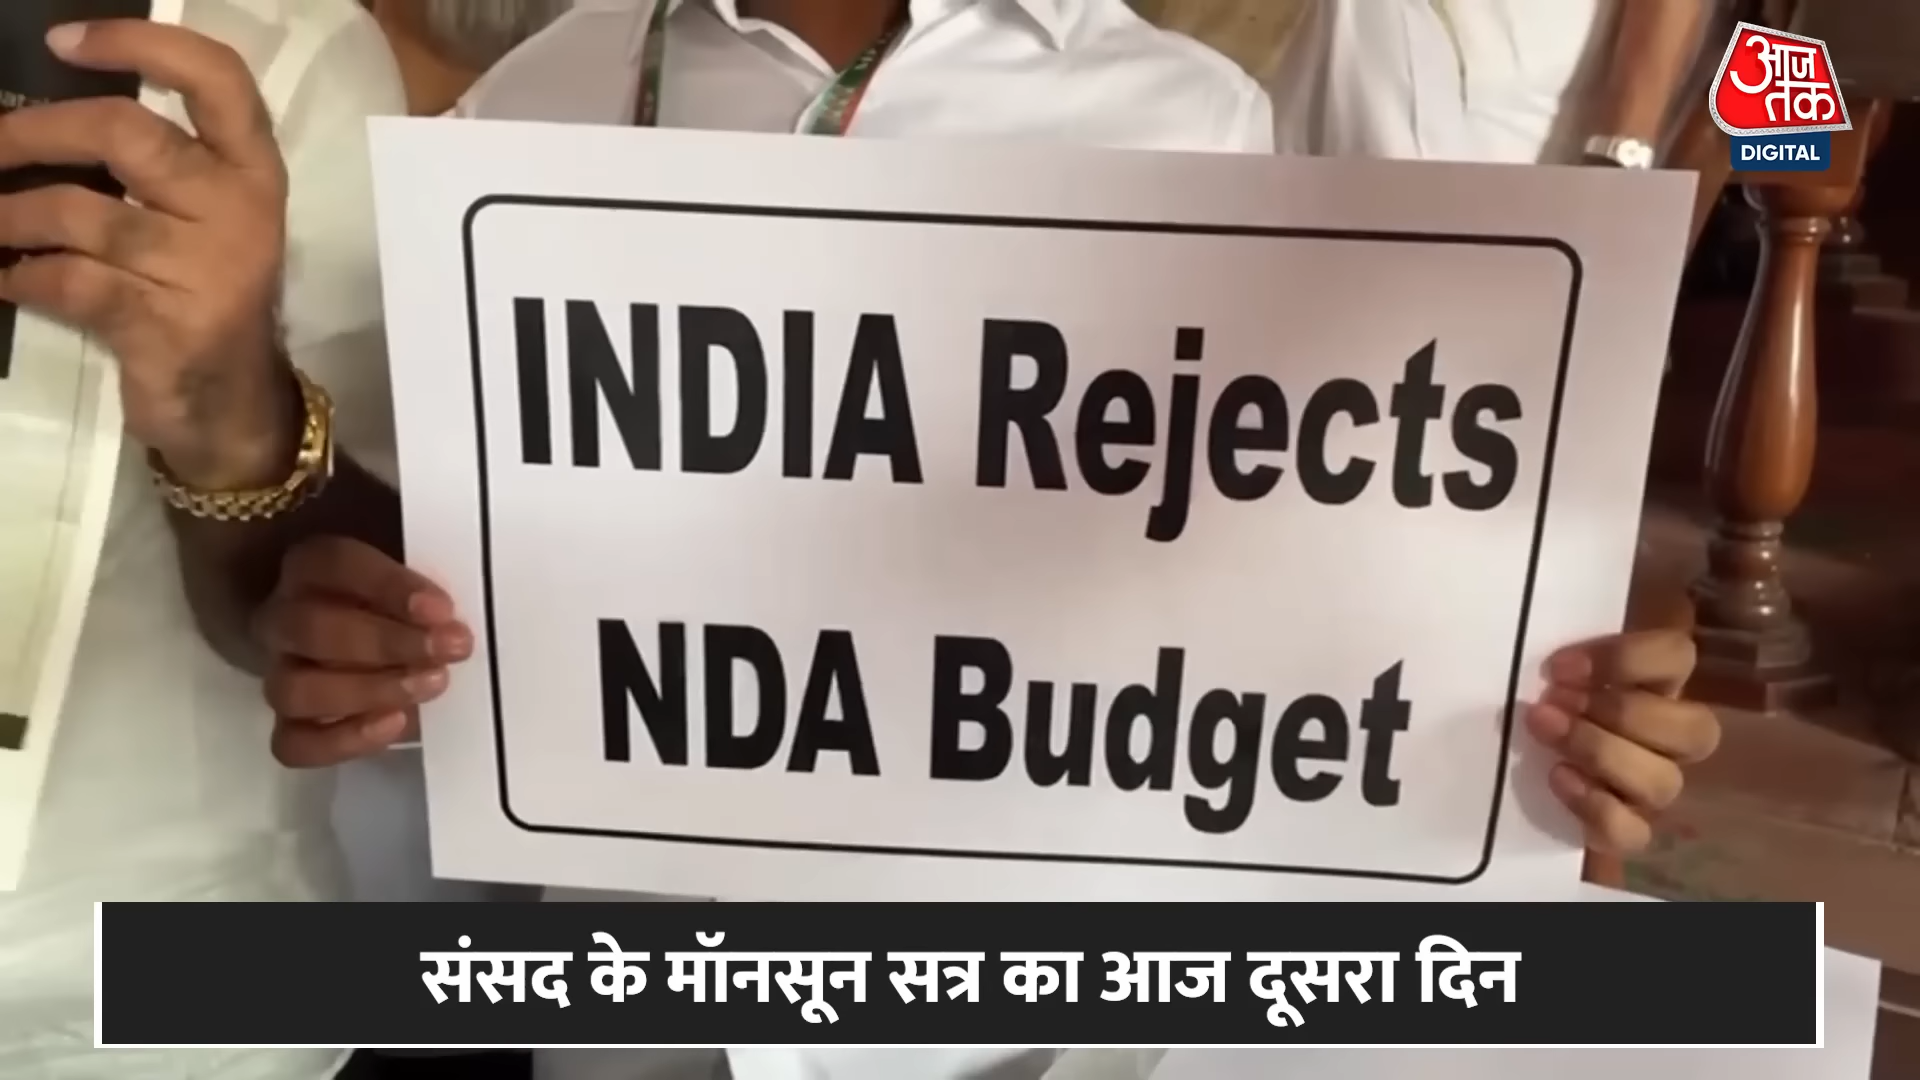 आज
तक
DIGITAL
INDIA Rejects
NDA Budget
संसद के मॉनसून सत्र का आज दूसरा दिन